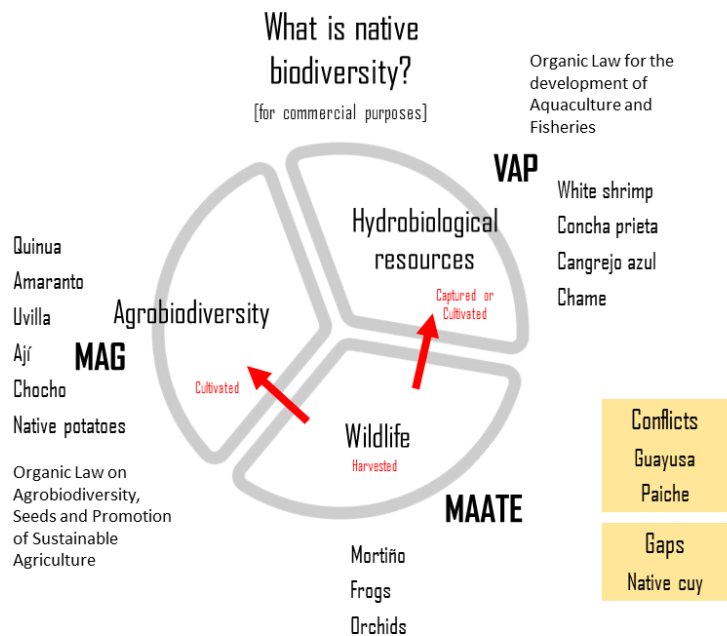 What is native
biodiversity?
[for commercial purposes]
Organic Law for the
development of
Aquaculture and
Fisheries
VAP
White shrimp
Concha prieta
Cangrejo azul
Chame
Hydrobiological
resources
Captured or
Cultivated
Quinua
Amaranto
Uvilla
Ají
Chocho
Native potatoes
MAG
Agrobiodiversity
Cultivated
Organic Law on
Agrobiodiversity,
Seeds and Promotion
of Sustainable
Agriculture
Wildlife
Harvested
MAATE
Mortiño
Frogs
Orchids
Conflicts
Guayusa
Paiche
Gaps
Native cuy